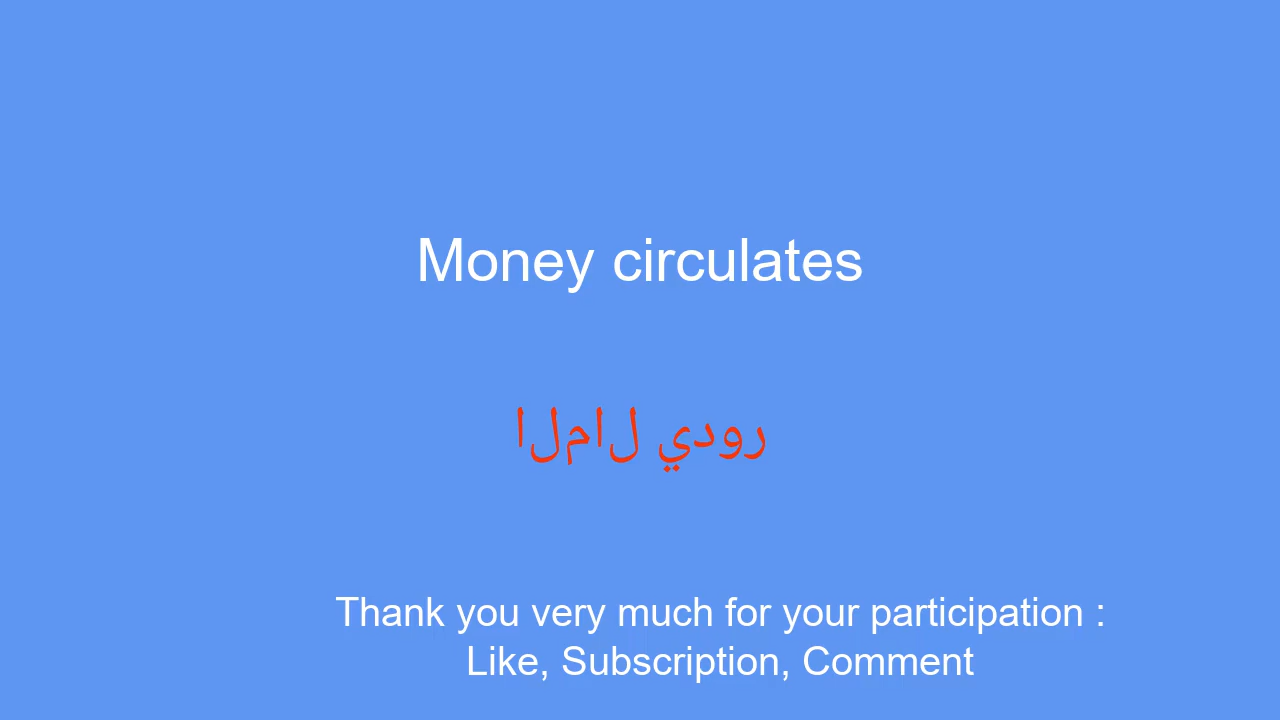 Money circulates
المال يدور
Thank you very much for your participation :
Like, Subscription, Comment